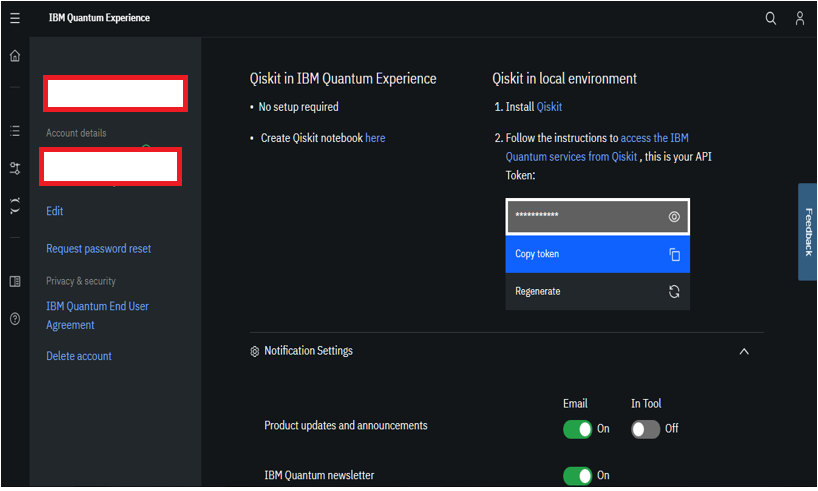 IBM Quantum Experience
Account details
Edit
Request password reset
Privacy & security
IBM Quantum End User
Agreement
Delete account
Qiskit in IBM Quantum Experience
• No setup required
• Create Qiskit notebook here
Qiskit in local environment
1. Install Qiskit
2. Follow the instructions to access the IBM
Quantum services from Qiskit , this is your API
Token:
***********
Copy token
Regenerate
Notification Settings
Email In Tool
Product updates and announcements On Off
IBM Quantum newsletter On
Feedback